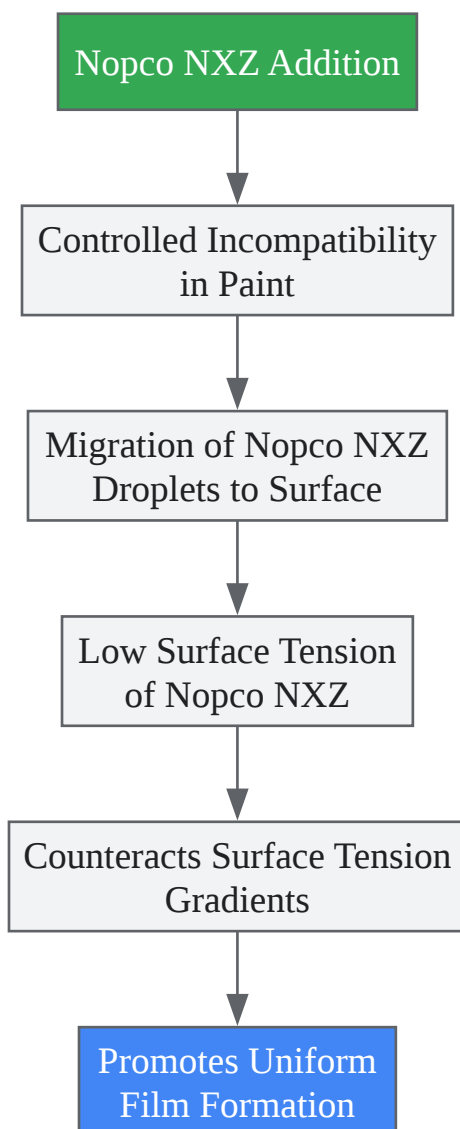 Nopco NXZ Addition
Controlled Incompatibility
in Paint
Migration of Nopco NXZ
Droplets to Surface
Low Surface Tension
of Nopco NXZ
Counteracts Surface Tension
Gradients
Promotes Uniform
Film Formation